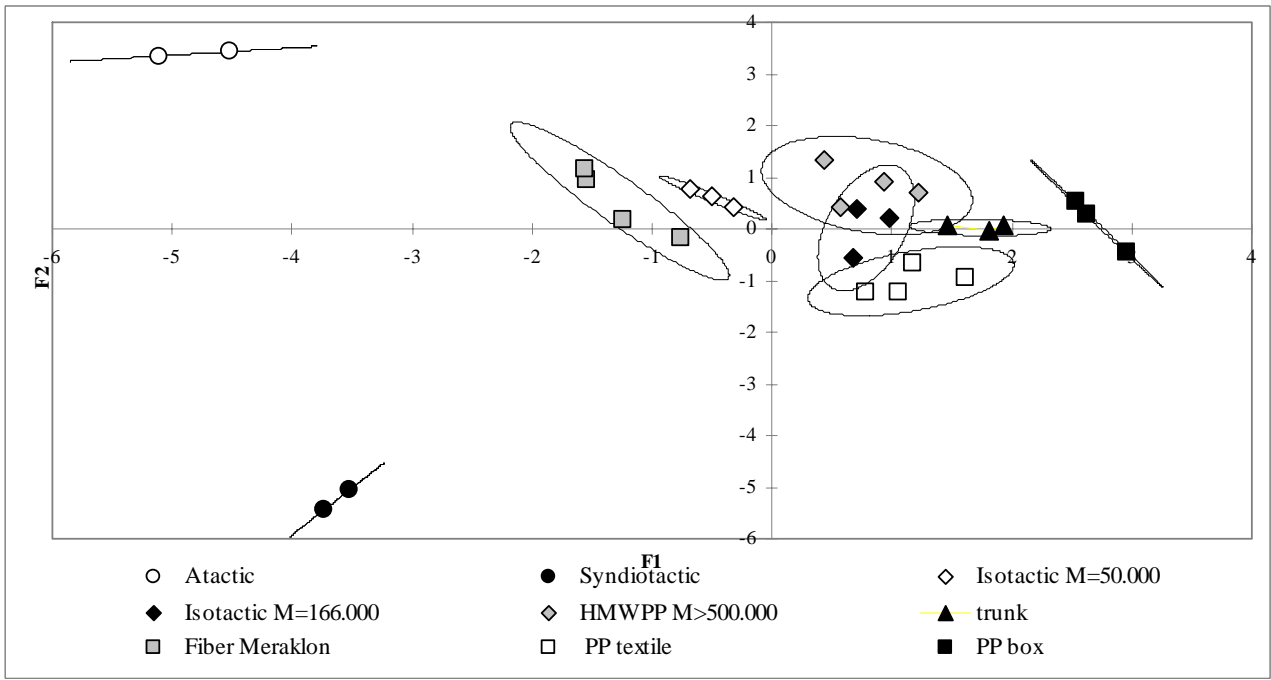 4
3
2
1
0
-6 -5 -4 -3 -2 -1 0 1 2 3 4
F2
-1
-2
-3
-4
-5
-6
F1
Atactic Syndiotactic Isotactic M=50.000
Isotactic M=166.000 HMWPP M>500.000 trunk
Fiber Meraklon PP textile PP box